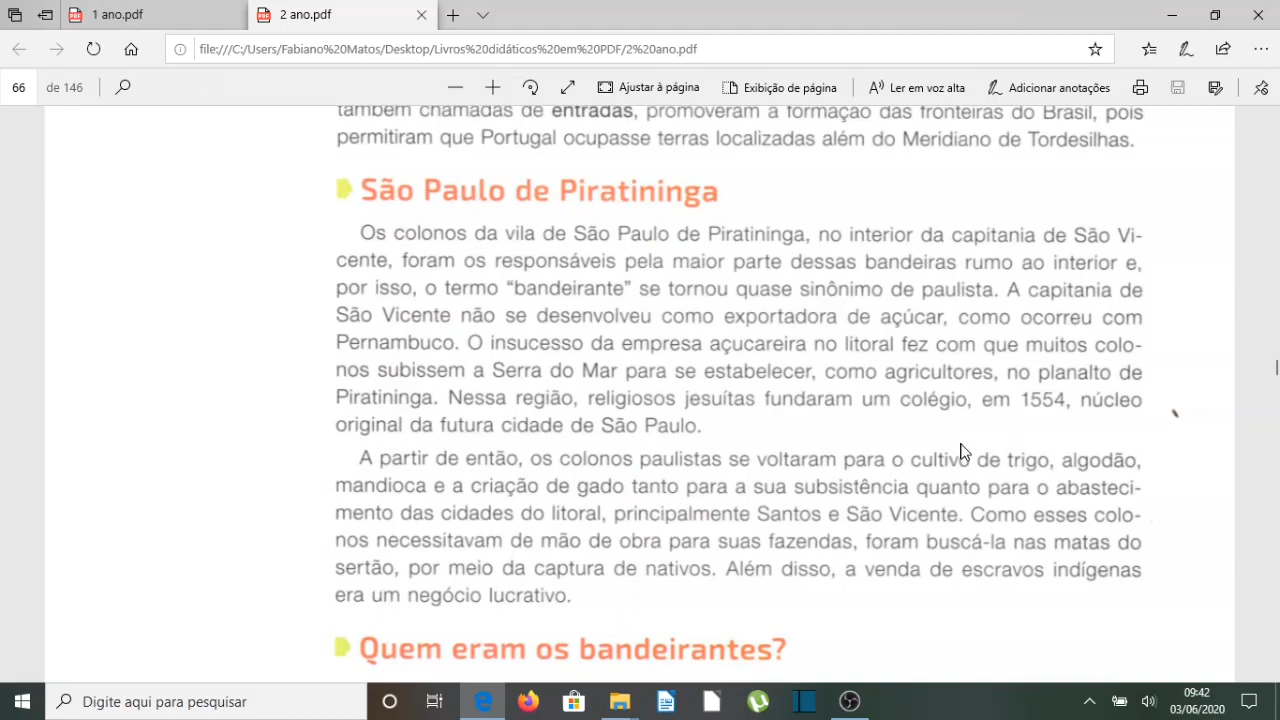 1 ano.pdf
2 ano.pdf
file:///C:/Users/Fabiano%20Matos/Desktop/Livros%20didáticos%20em%20PDF/2%20ano.pdf
66 de 146
Ajustar à página
Exibição de página
Ler em voz alta
Adicionar anotações
também chamadas de entradas, promoveram a formação das fronteiras do Brasil, pois
permitiram que Portugal ocupasse terras localizadas além do Meridiano de Tordesilhas.
São Paulo de Piratininga
Os colonos da vila de São Paulo de Piratininga, no interior da capitania de São Vi-
cente, foram os responsáveis pela maior parte dessas bandeiras rumo ao interior e,
por isso, o termo “bandeirante” se tornou quase sinônimo de paulista. A capitania de
São Vicente não se desenvolveu como exportadora de açúcar, como ocorreu com
Pernambuco. O insucesso da empresa açucareira no litoral fez com que muitos colo-
nos subissem a Serra do Mar para se estabelecer, como agricultores, no planalto de
Piratininga. Nessa região, religiosos jesuítas fundaram um colégio, em 1554, núcleo
original da futura cidade de São Paulo.
A partir de então, os colonos paulistas se voltaram para o cultivo de trigo, algodão,
mandioca e a criação de gado tanto para a sua subsistência quanto para o abasteci-
mento das cidades do litoral, principalmente Santos e São Vicente. Como esses colo-
nos necessitavam de mão de obra para suas fazendas, foram buscá-la nas matas do
sertão, por meio da captura de nativos. Além disso, a venda de escravos indígenas
era um negócio lucrativo.
Quem eram os bandeirantes?
Digite aqui para pesquisar
09:42
03/06/2020